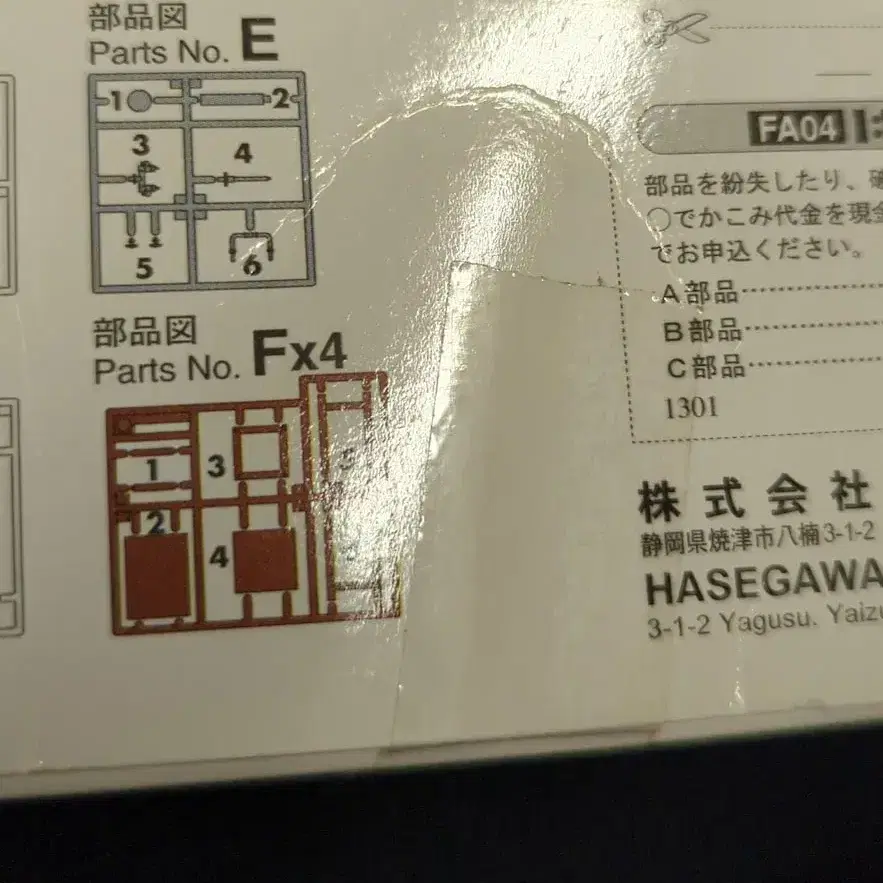 部品図
Parts No. E
1
2
3
4
5
6
部品図
Parts No. Fx4
1
3
5
2
4
FA04
部品を紛失したり、
○でかこみ代金を現金
でお申込ください。
A部品
B部品
C部品
1301
株式会社
静岡県焼津市八楠3-1-2
HASEGAWA
3-1-2 Yagusu. Yaizu